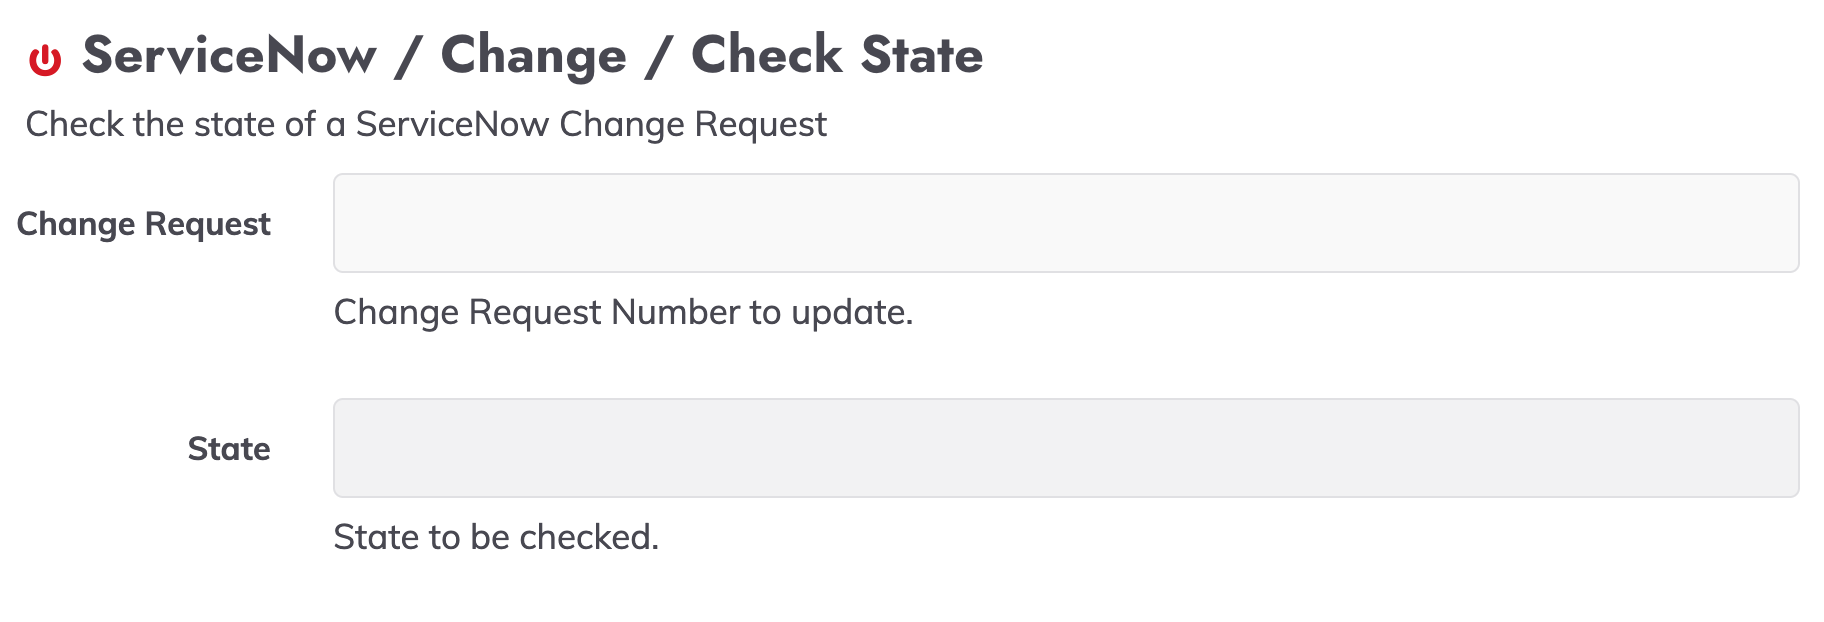 ServiceNow / Change / Check State
Check the state of a ServiceNow Change Request
Change Request
Change Request Number to update.
State
State to be checked.